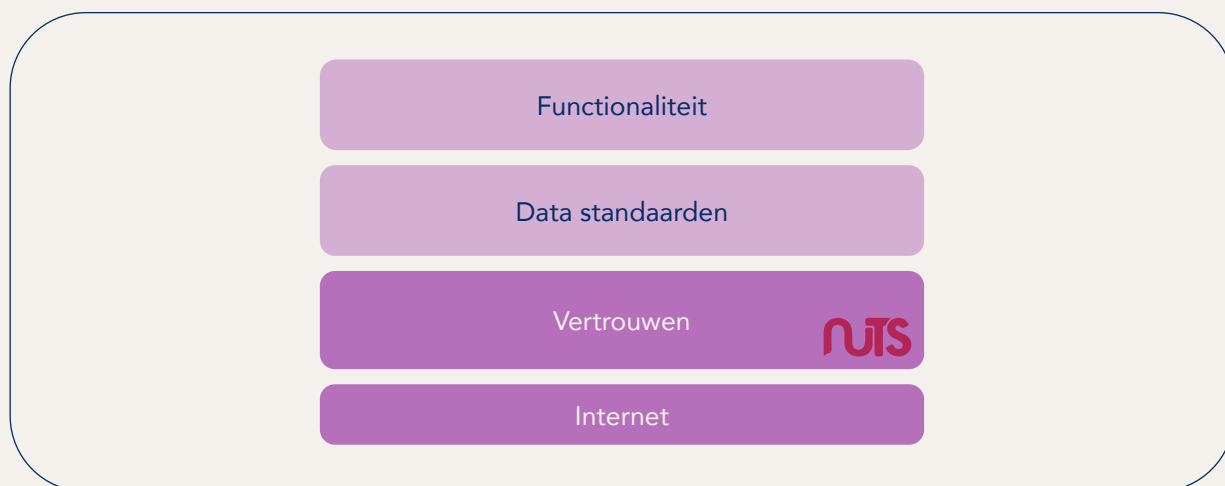 Functionaliteit
Data standaarden
Vertrouwen
nuts
Internet